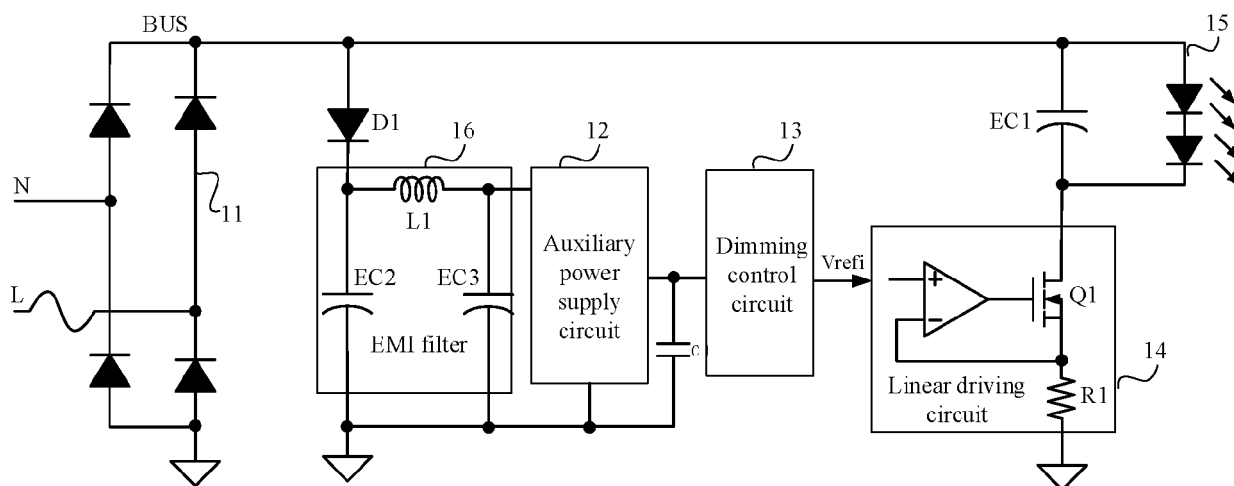 BUS
15
D1
16
12
13
EC1
N
11
L1
Auxiliary
power
supply
circuit
Dimming
control
circuit
Vrefi
L
EC2
EC3
EMI filter
+
−
Q1
14
Linear driving
circuit
R1